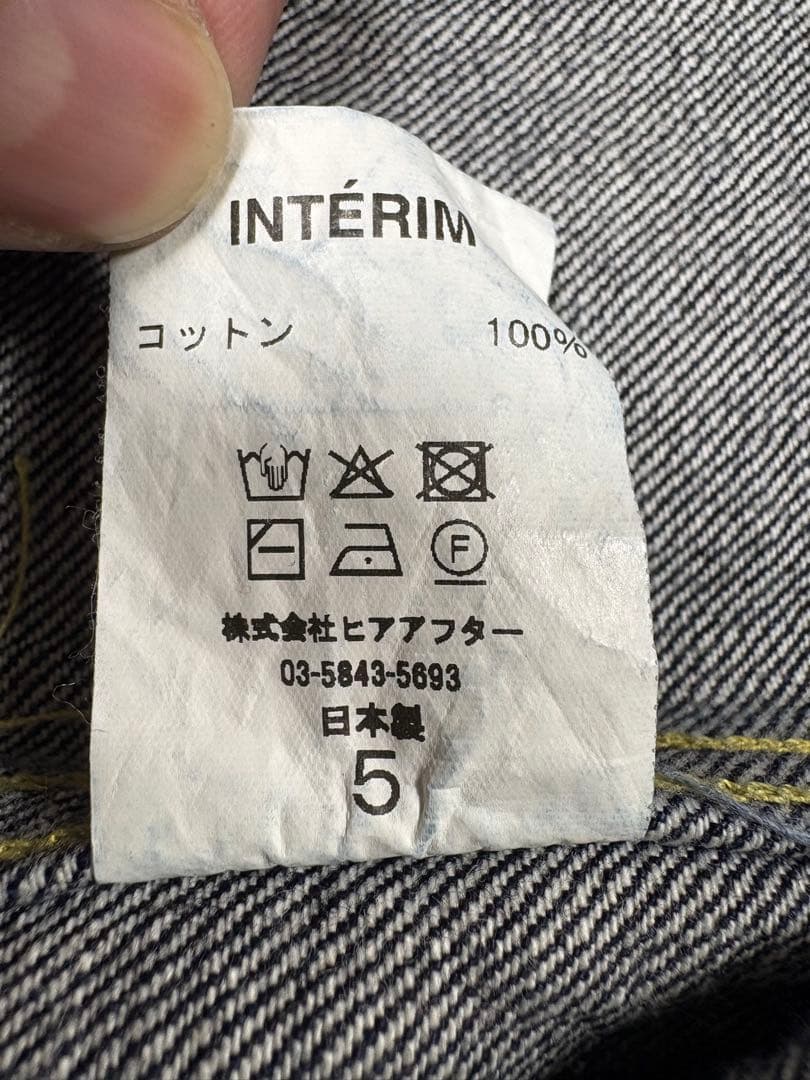 INTÉRIM
コットン 100%
F
株式会社ヒアアフター
03-5843-5693
日本製
5